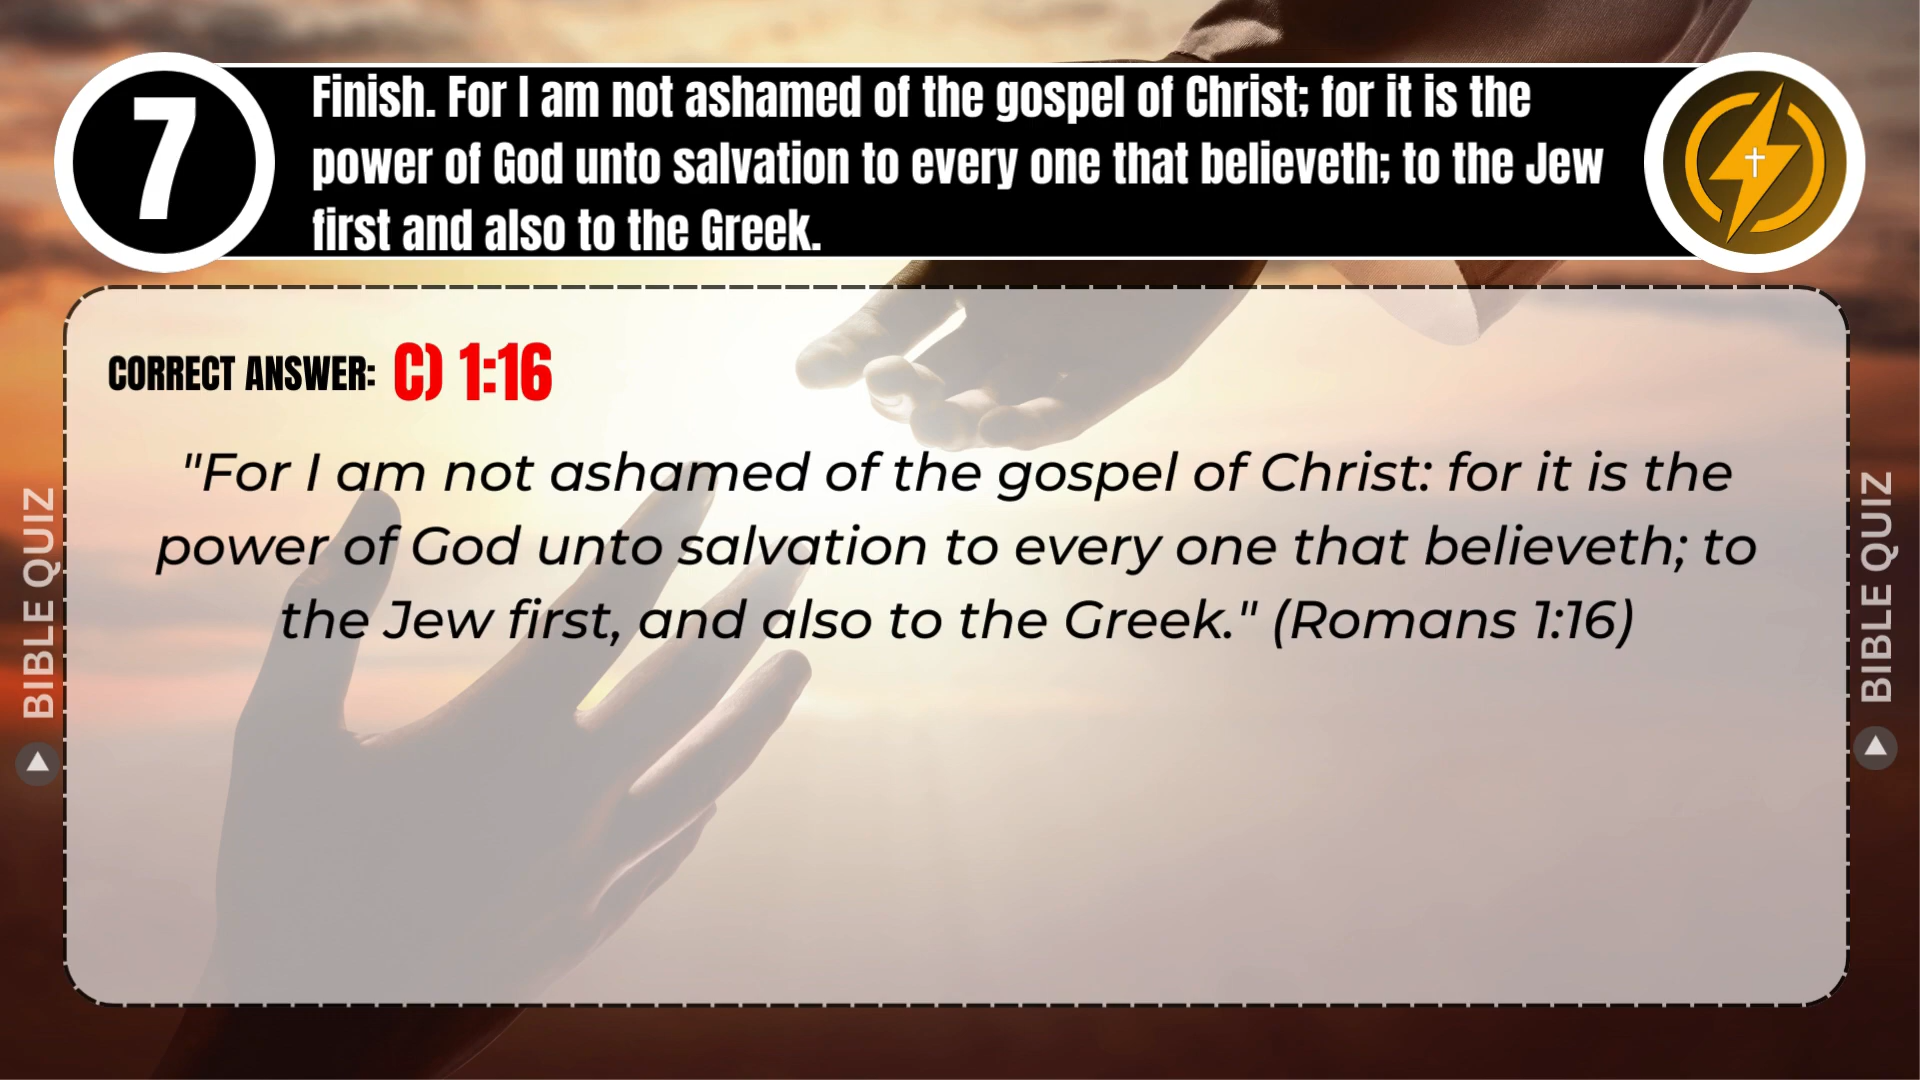 7
Finish. For I am not ashamed of the gospel of Christ; for it is the
power of God unto salvation to every one that believeth; to the Jew
first and also to the Greek.
CORRECT ANSWER: C) 1:16
"For I am not ashamed of the gospel of Christ: for it is the
power of God unto salvation to every one that believeth; to
the Jew first, and also to the Greek." (Romans 1:16)
BIBLE QUIZ
BIBLE QUIZ